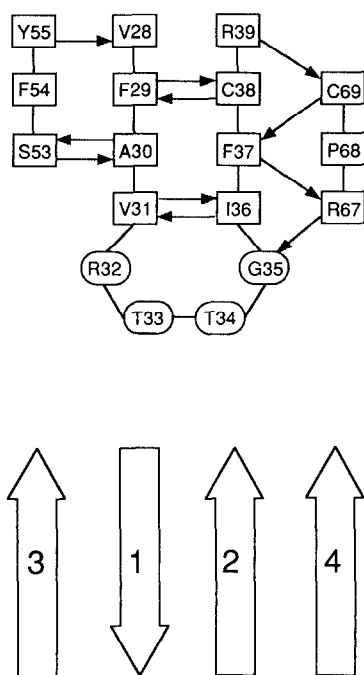 Y55 V28 R39
F54 F29 C38 C69
S53 A30 F37 P68
V31 I36 R67
R32 G35
T33 T34
3 1 2 4